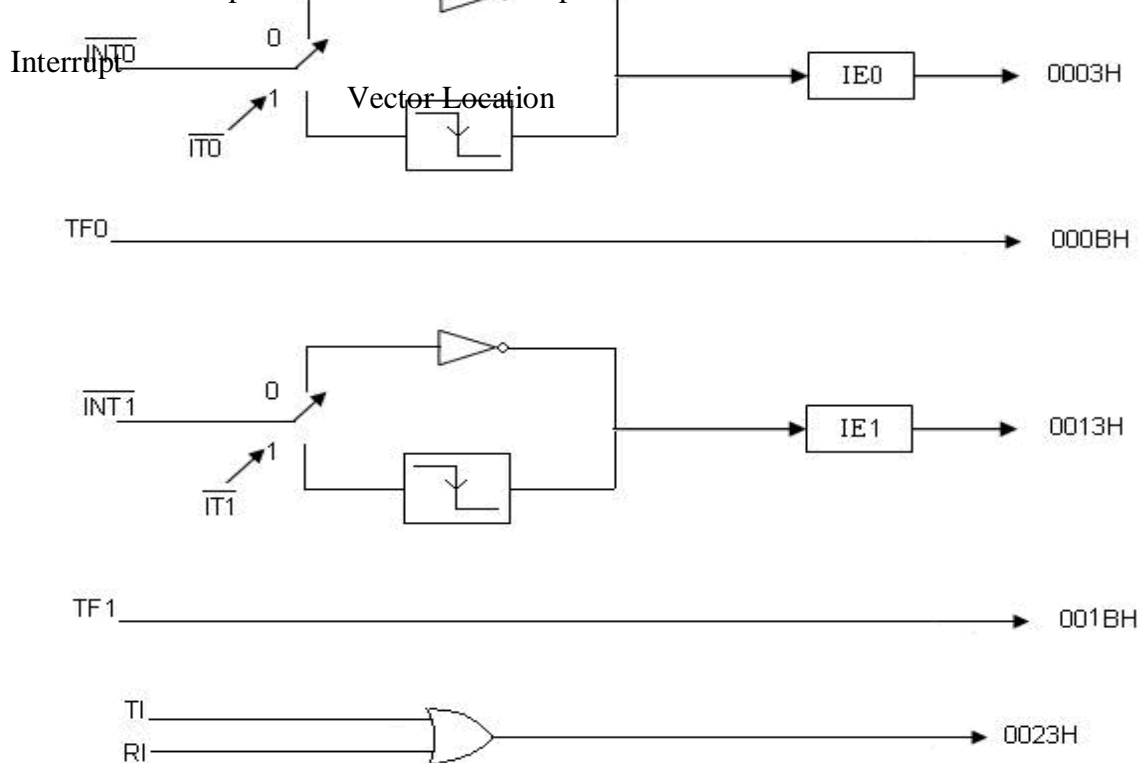 Interrupt
INT0
0
1
IT0
Vector Location
IE0
0003H
TF0
000BH
INT1
0
1
IT1
IE1
0013H
TF1
001BH
TI
RI
0023H